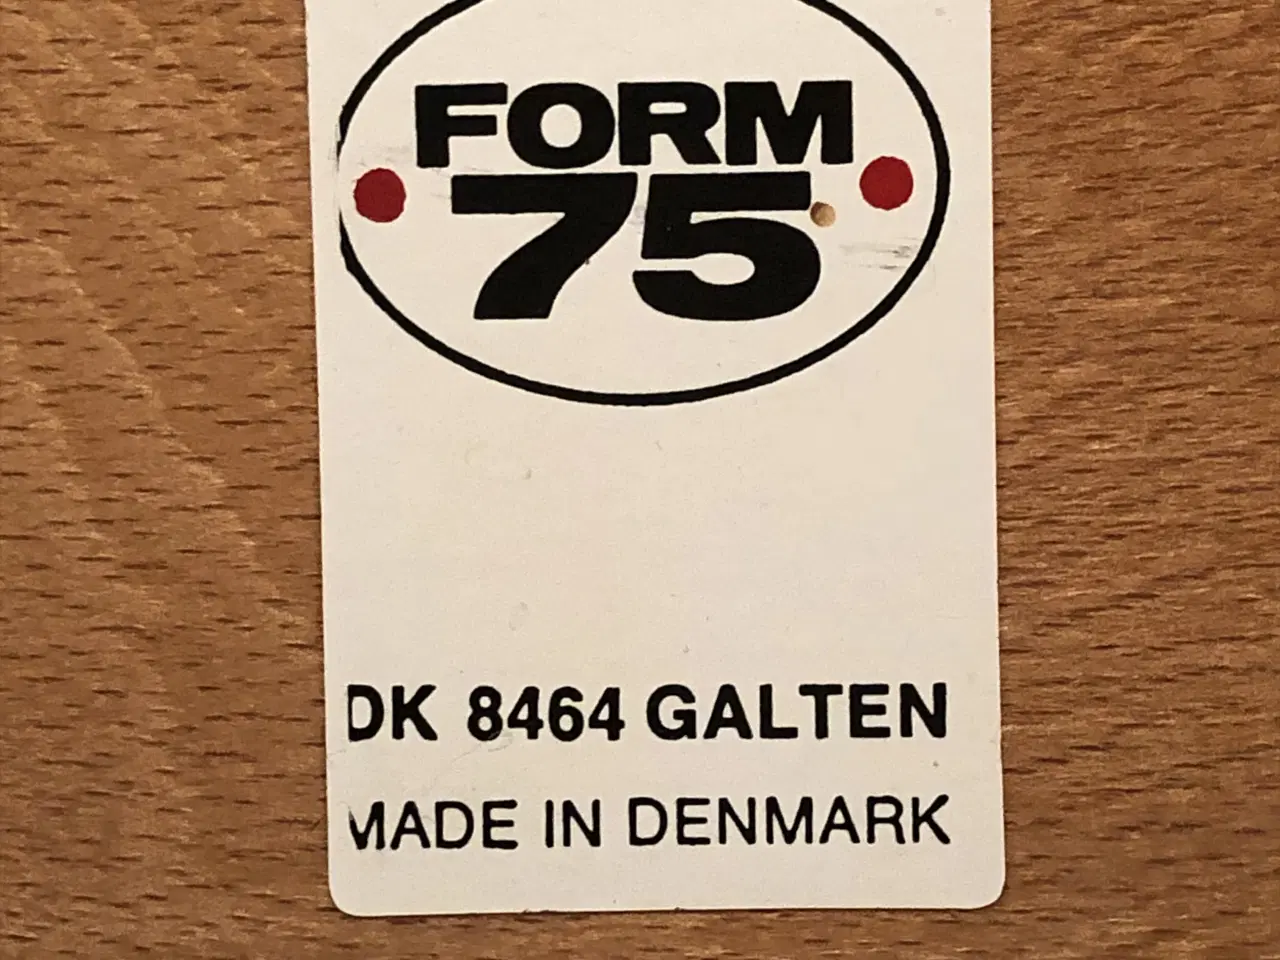 FORM
75
DK 8464 GALTEN
MADE IN DENMARK